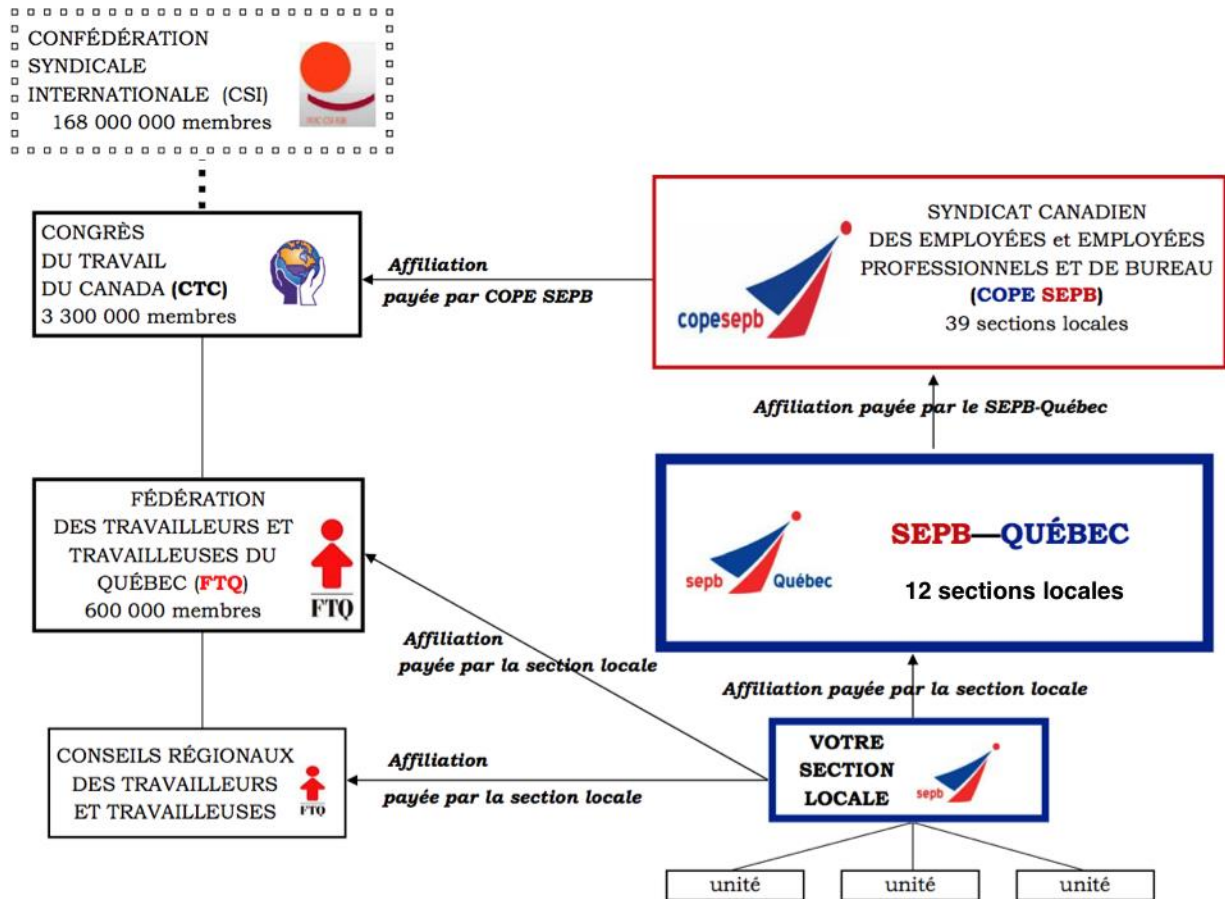 CONFÉDÉRATION
SYNDICALE
INTERNATIONALE (CSI)
168 000 000 membres
CONGRÈS
DU TRAVAIL
DU CANADA (CTC)
3 300 000 membres
Affiliation
payée par COPE SEPB
copesepb
SYNDICAT CANADIEN
DES EMPLOYÉES et EMPLOYÉES
PROFESSIONNELS ET DE BUREAU
(COPE SEPB)
39 sections locales
Affiliation payée par le SEPB-Québec
FÉDÉRATION
DES TRAVAILLEURS ET
TRAVAILLEUSES DU
QUÉBEC (FTQ)
600 000 membres
FTQ
sepb Québec
SEPB—QUÉBEC
12 sections locales
Affiliation
payée par la section locale
Affiliation payée par la section locale
CONSEILS RÉGIONAUX
DES TRAVAILLEURS
ET TRAVAILLEUSES
FTQ
Affiliation
payée par la section locale
VOTRE
SECTION
LOCALE
sepb
unité
unité
unité